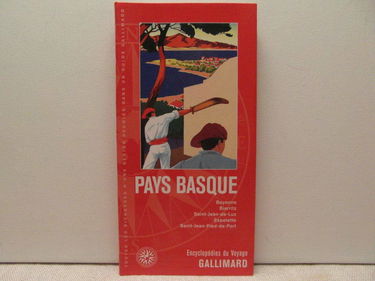 PAYS BASQUE
Bayonne
Biarritz
Saint-Jean-de-Luz
Espelette
Saint-Jean-Pied-de-Port
Encyclopédies du Voyage
GALLIMARD